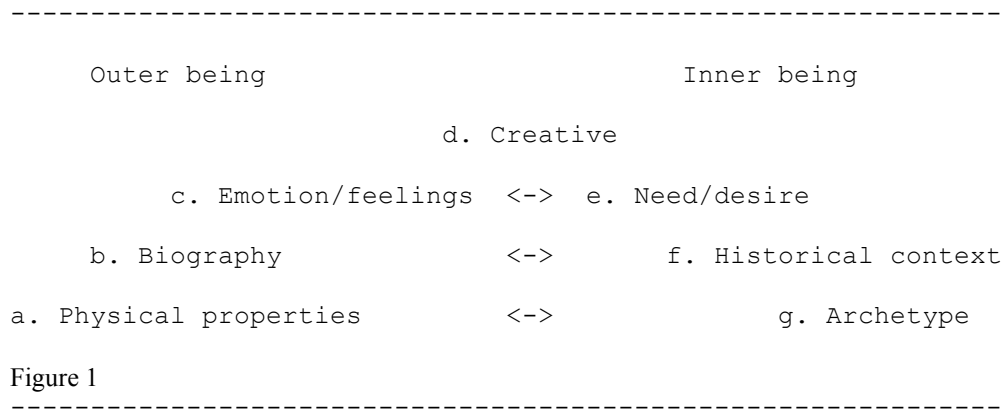 Outer being Inner being
d. Creative
c. Emotion/feelings <-> e. Need/desire
b. Biography <-> f. Historical context
a. Physical properties <-> g. Archetype
Figure 1